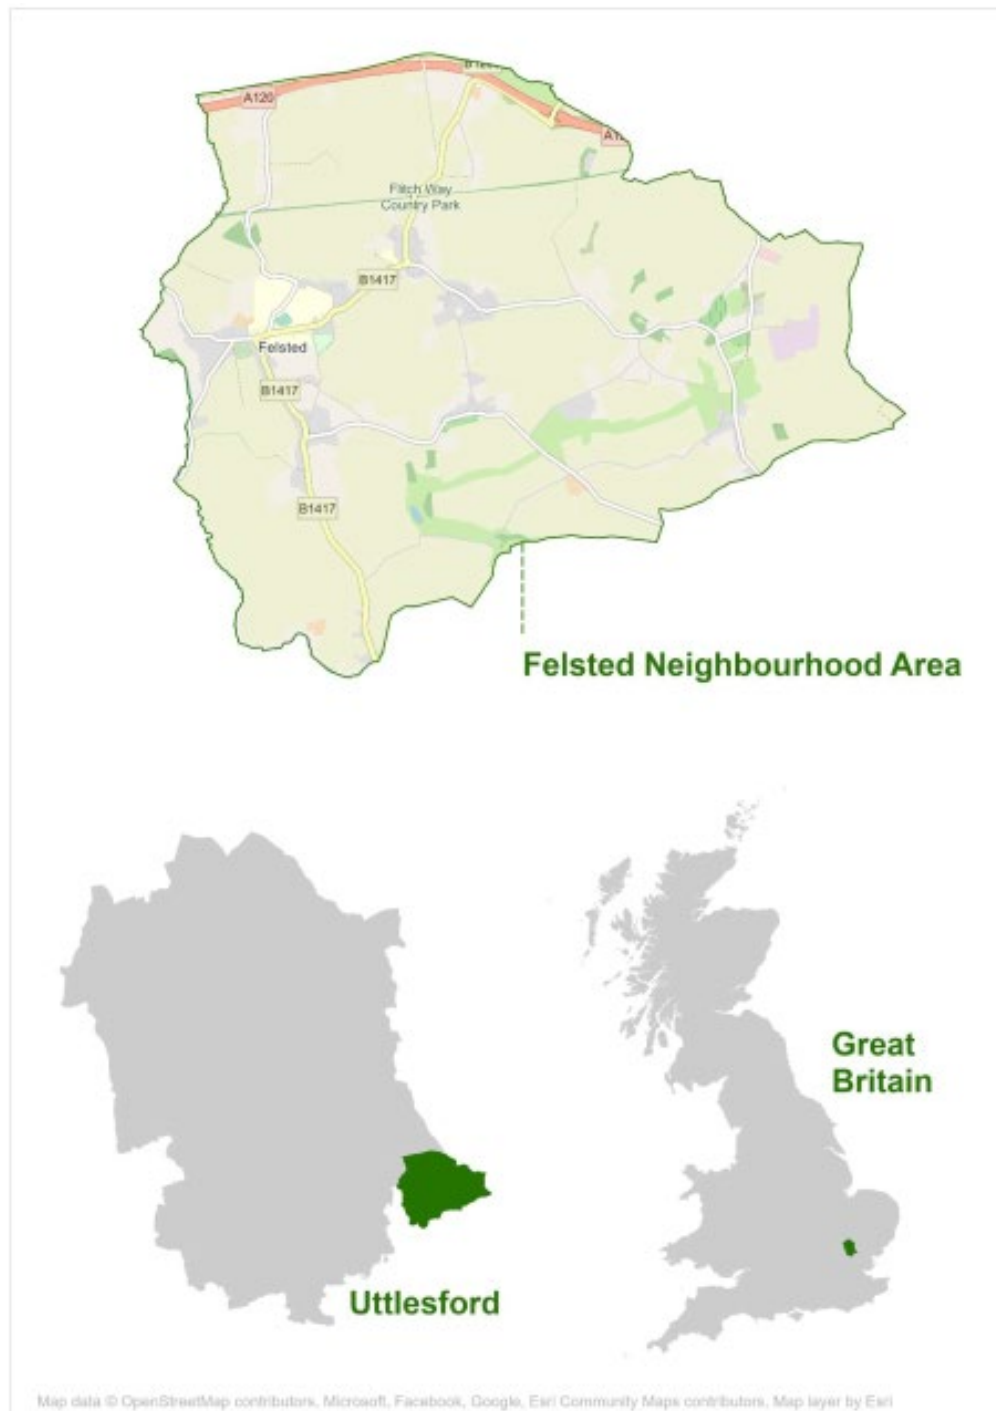 A120
Flitch Way
Country Park
B1417
Felsted
B1417
B1417
Felsted Neighbourhood Area
Great
Britain
Uttlesford
Map data © OpenStreetMap contributors, Microsoft, Facebook, Google, Esri Community Maps contributors, Map layer by Esri